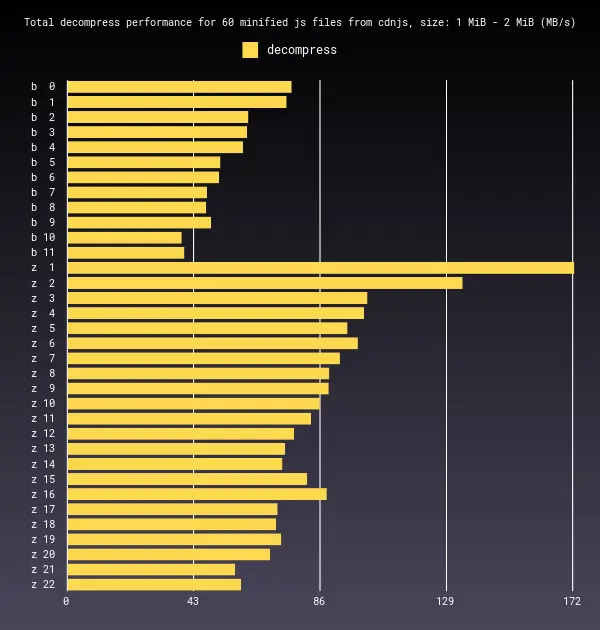 Total decompress performance for 60 minified js files from cdnjs, size: 1 MiB - 2 MiB (MB/s)
decompress
b 0
b 1
b 2
b 3
b 4
b 5
b 6
b 7
b 8
b 9
b 10
b 11
z 1
z 2
z 3
z 4
z 5
z 6
z 7
z 8
z 9
z 10
z 11
z 12
z 13
z 14
z 15
z 16
z 17
z 18
z 19
z 20
z 21
z 22
0 43 86 129 172